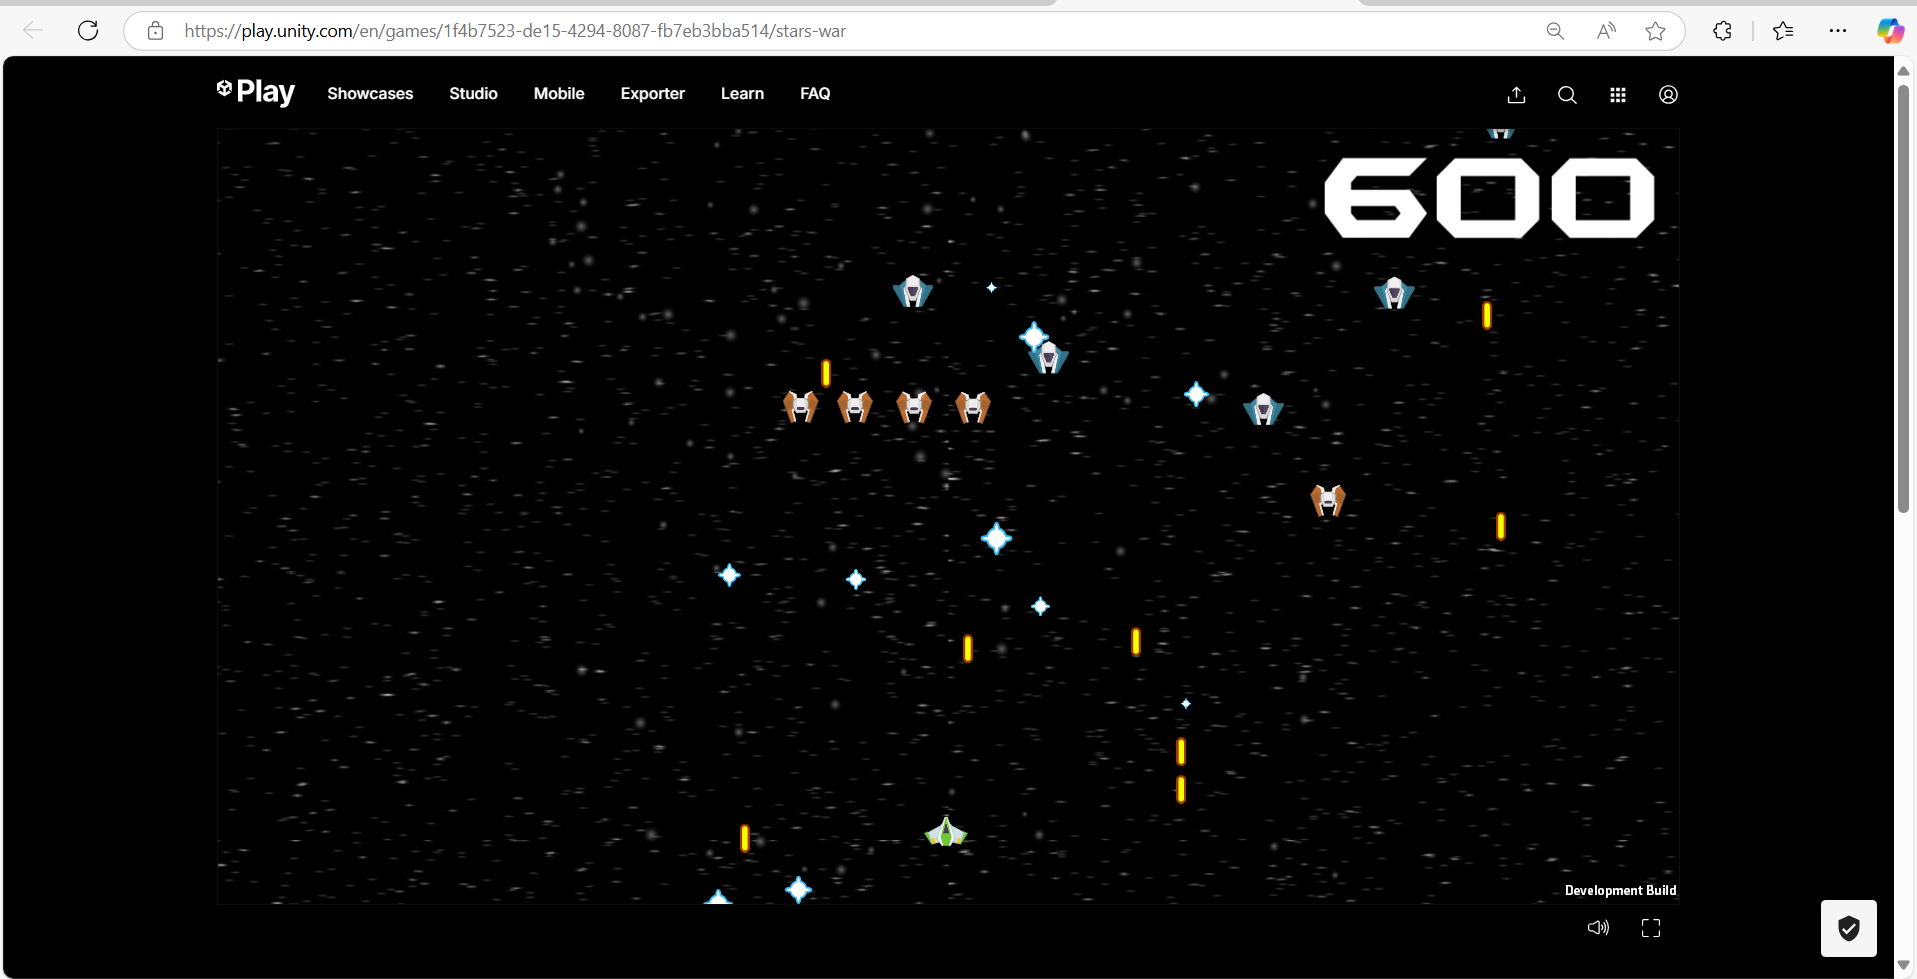 https://play.unity.com/en/games/1f4b7523-de15-4294-8087-fb7eb3bba514/stars-war
Play Showcases Studio Mobile Exporter Learn FAQ
600
Development Build